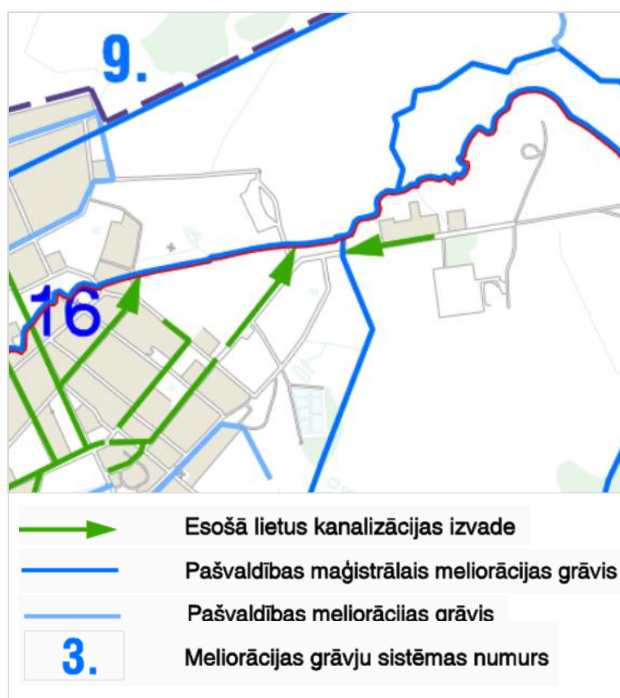 9.
16
Esošā lietus kanalizācijas izvade
Pašvaldības maģistrālais meliorācijas grāvis
Pašvaldības meliorācijas grāvis
3.
Meliorācijas grāvju sistēmas numurs